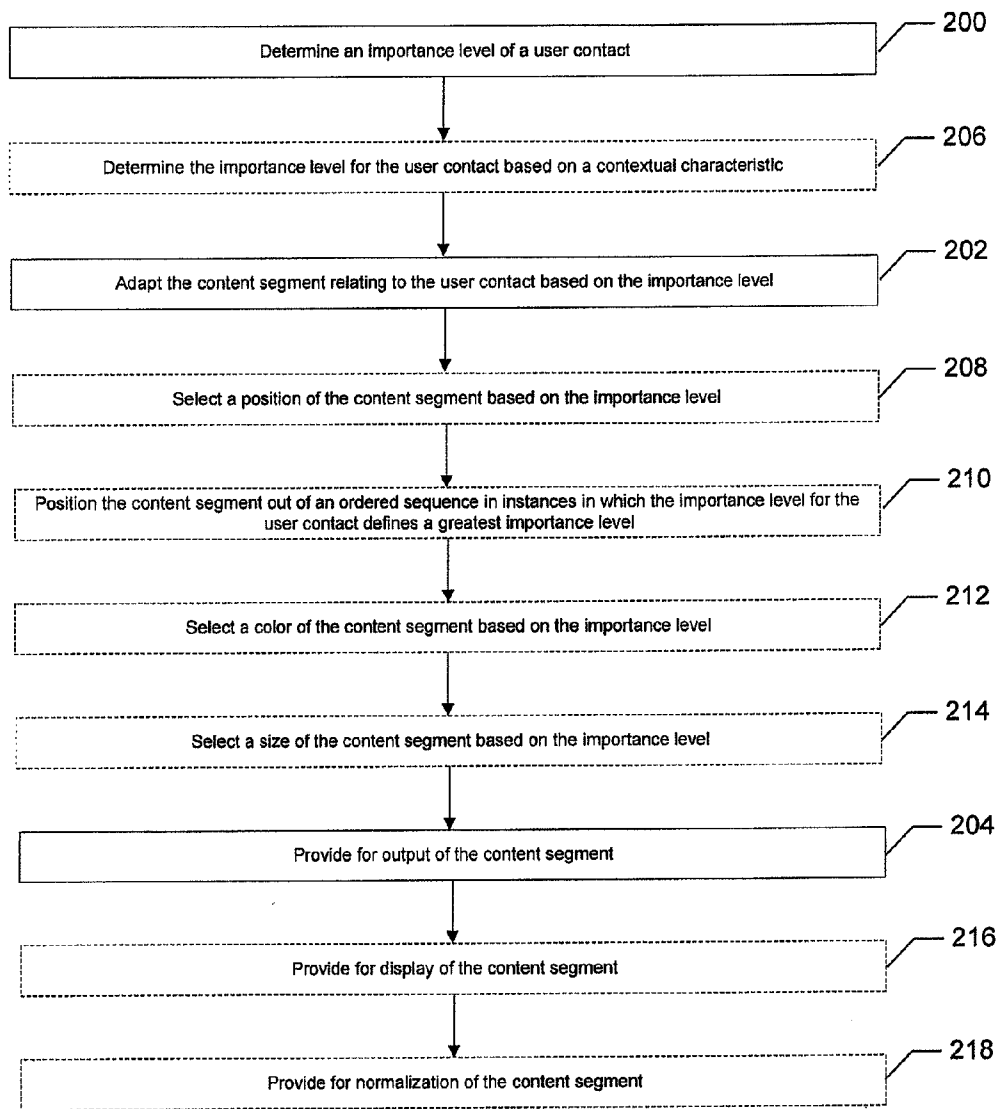 200
Determine an importance level of a user contact
206
Determine the importance level for the user contact based on a contextual characteristic
202
Adapt the content segment relating to the user contact based on the importance level
208
Select a position of the content segment based on the importance level
210
Position the content segment out of an ordered sequence in instances in which the importance level for the
user contact defines a greatest importance level
212
Select a color of the content segment based on the importance level
214
Select a size of the content segment based on the importance level
204
Provide for output of the content segment
216
Provide for display of the content segment
218
Provide for normalization of the content segment